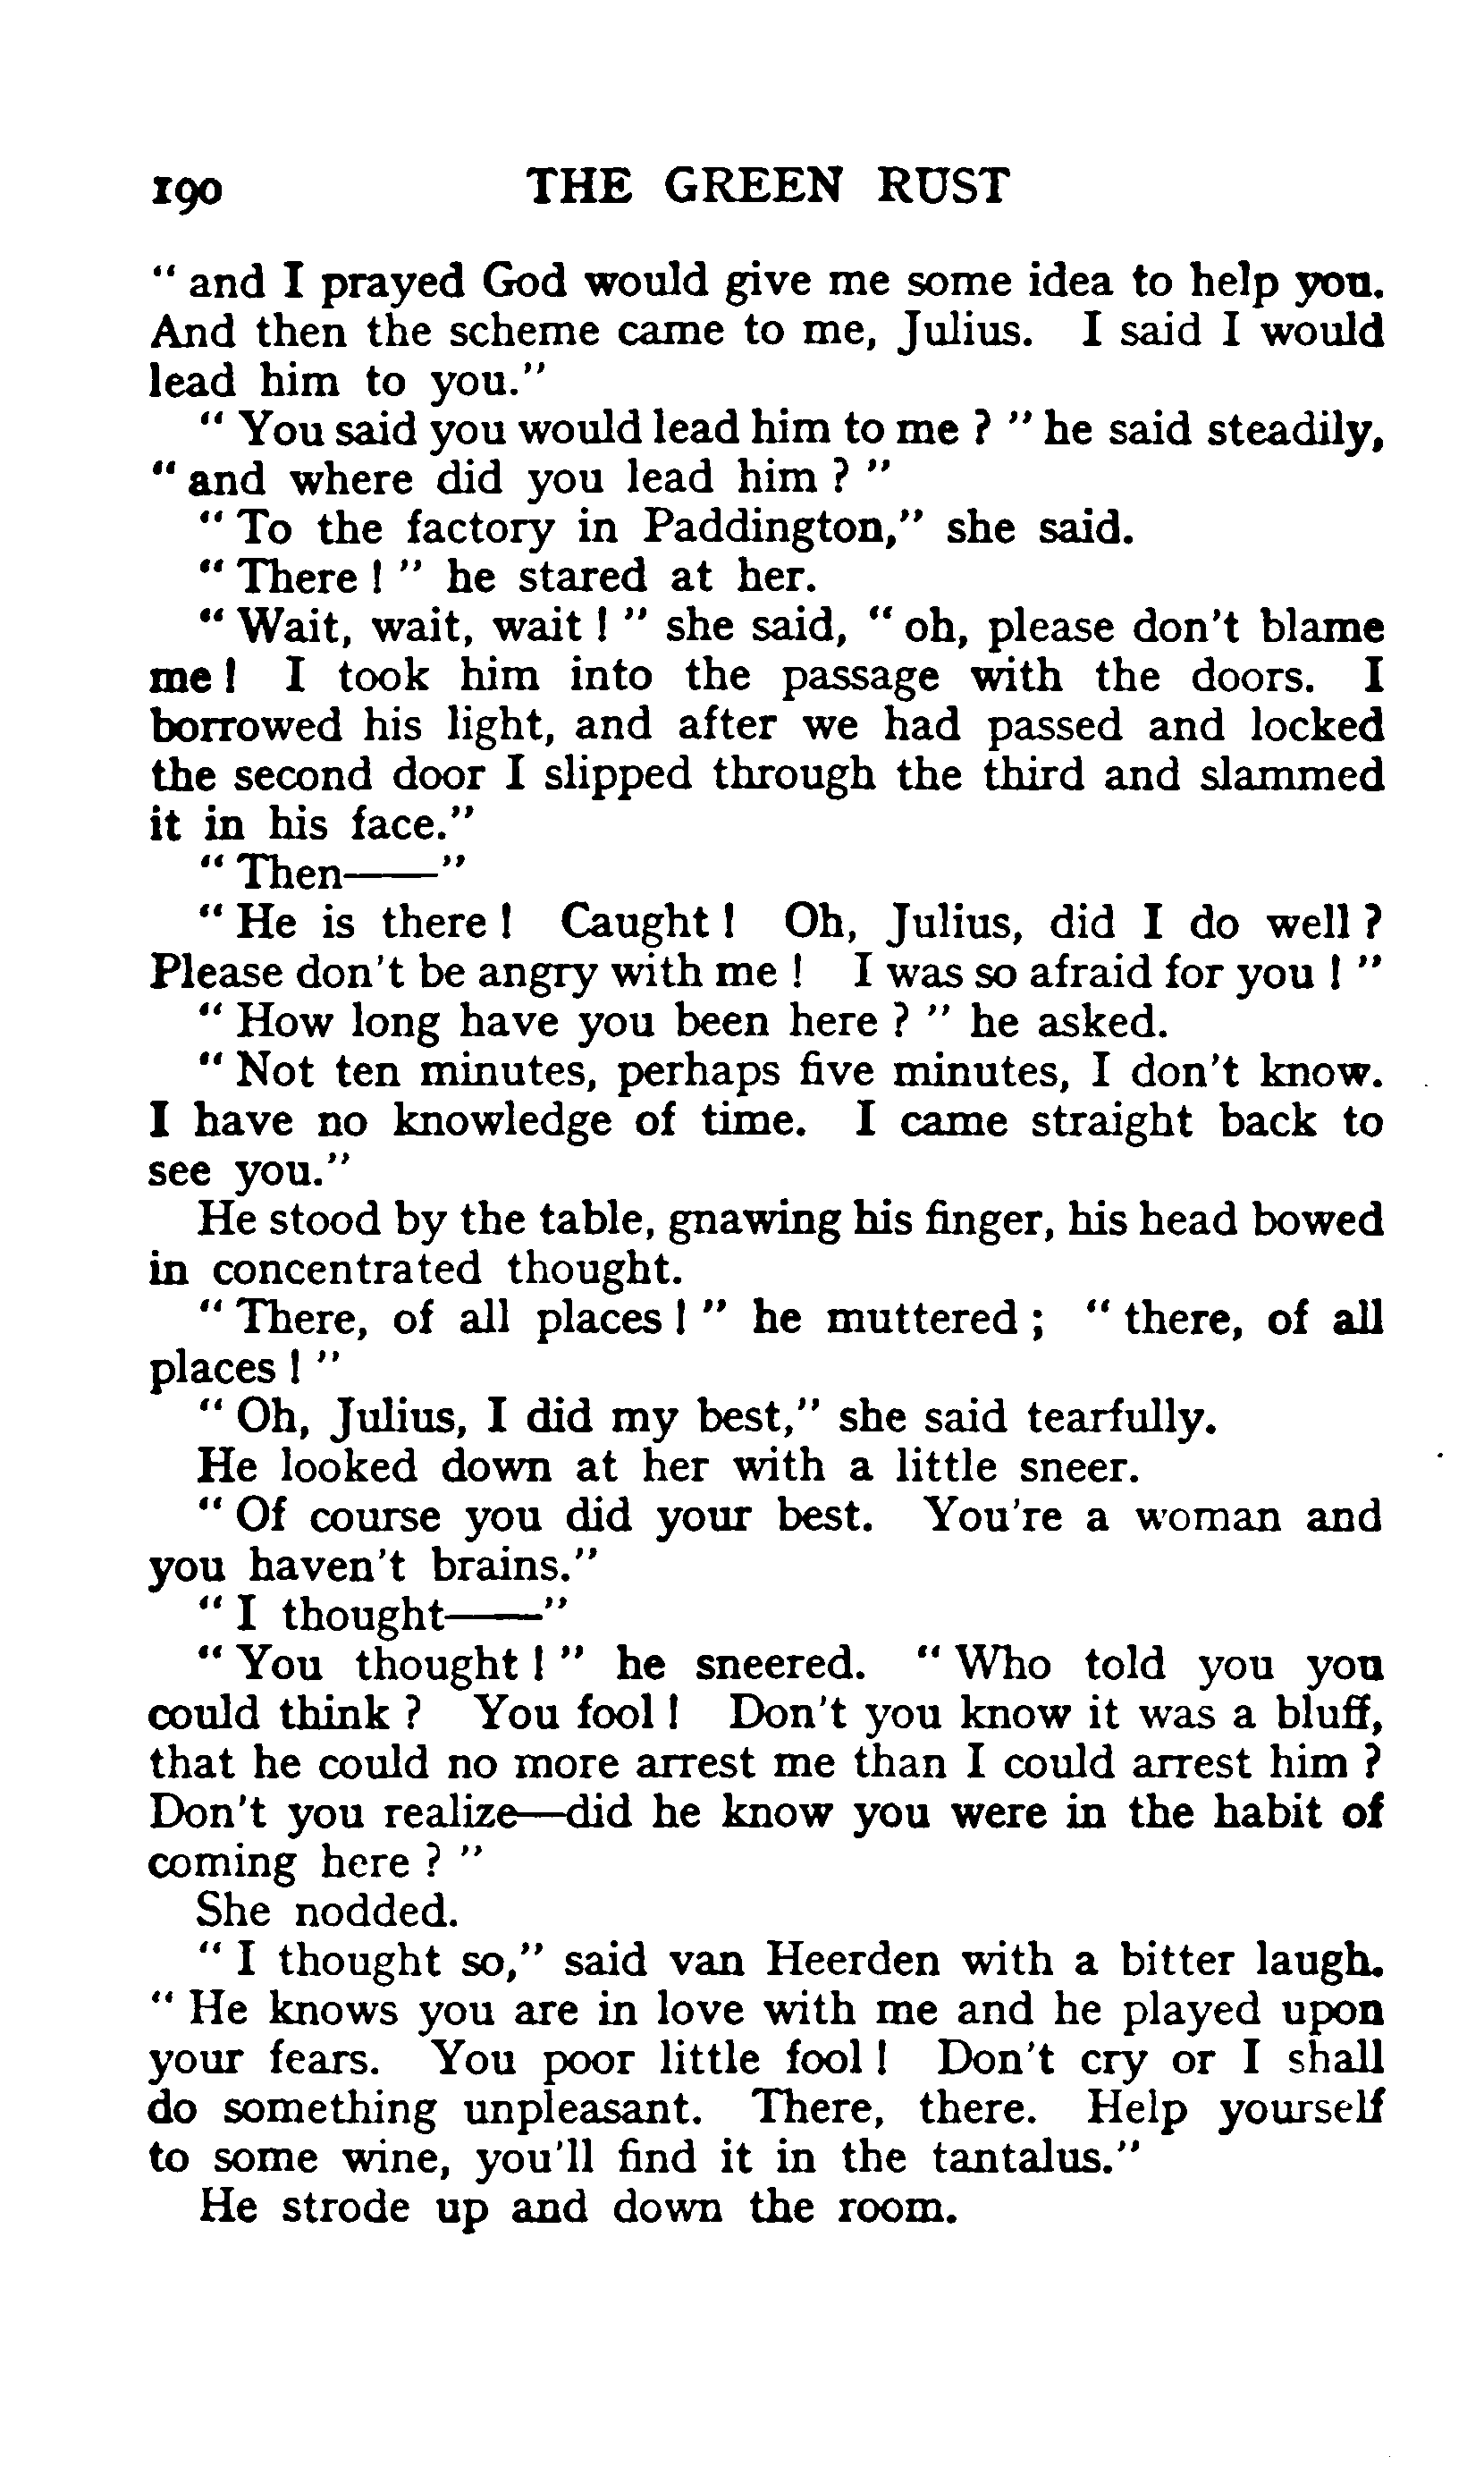 190 THE GREEN RUST
" and I prayed God would give me some idea to help you.
And then the scheme came to me, Julius. I said I would
lead him to you."
" You said you would lead him to me ? " he said steadily,
" and where did you lead him ? "
" To the factory in Paddington," she said.
" There ! " he stared at her.
" Wait, wait, wait ! " she said, " oh, please don't blame
me ! I took him into the passage with the doors. I
borrowed his light, and after we had passed and locked
the second door I slipped through the third and slammed
it in his face."
" Then——"
" He is there ! Caught ! Oh, Julius, did I do well ?
Please don't be angry with me ! I was so afraid for you ! "
" How long have you been here ? " he asked.
" Not ten minutes, perhaps five minutes, I don't know.
I have no knowledge of time. I came straight back to
see you."
He stood by the table, gnawing his finger, his head bowed
in concentrated thought.
" There, of all places ! " he muttered ; " there, of all
places ! "
" Oh, Julius, I did my best," she said tearfully.
He looked down at her with a little sneer.
" Of course you did your best. You're a woman and
you haven't brains."
" I thought——"
" You thought ! " he sneered. " Who told you you
could think ? You fool ! Don't you know it was a bluff,
that he could no more arrest me than I could arrest him ?
Don't you realize—did he know you were in the habit of
coming here ? "
She nodded.
" I thought so," said van Heerden with a bitter laugh.
" He knows you are in love with me and he played upon
your fears. You poor little fool ! Don't cry or I shall
do something unpleasant. There, there. Help yourself
to some wine, you'll find it in the tantalus."
He strode up and down the room.